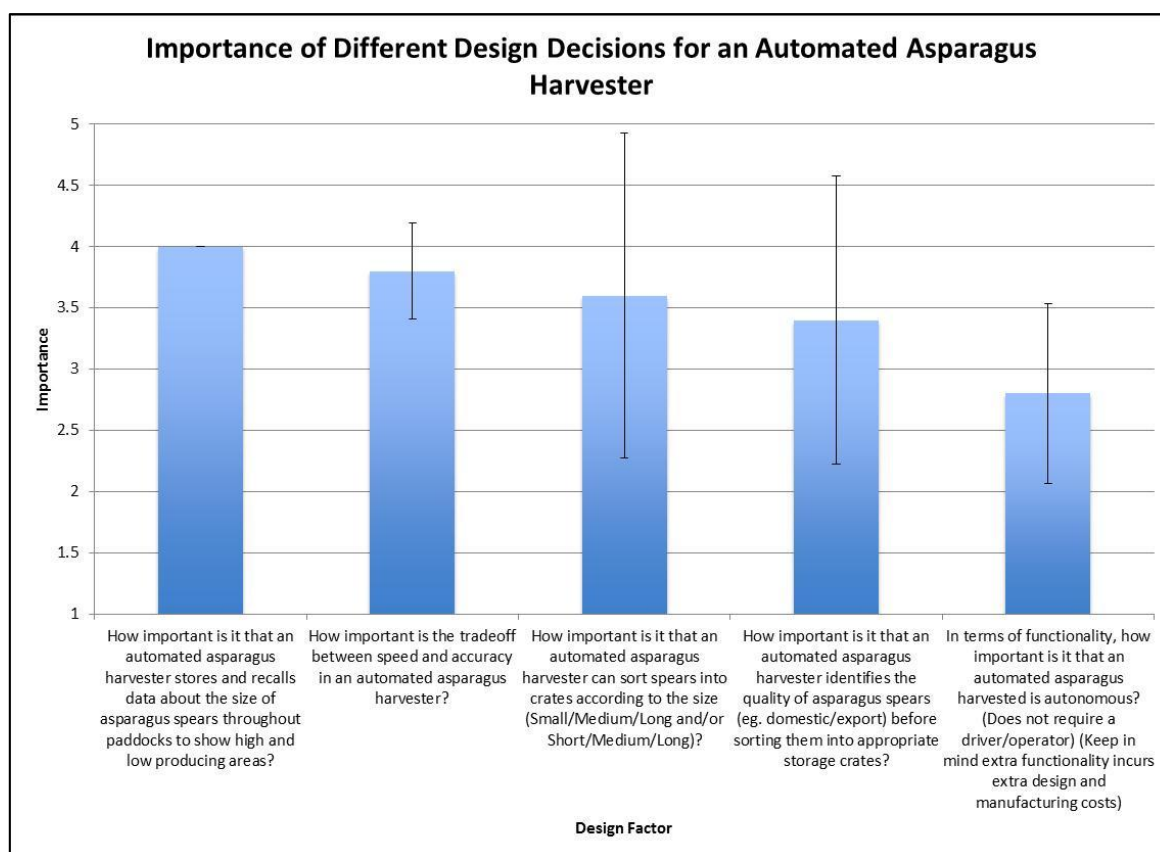 Importance of Different Design Decisions for an Automated Asparagus
Harvester
5
4.5
4
3.5
3
2.5
2
1.5
1
Importance
How important is it that an
automated asparagus
harvester stores and recalls
data about the size of
asparagus spears throughout
paddocks to show high and
low producing areas?
How important is the tradeoff
between speed and accuracy
in an automated asparagus
harvester?
How important is it that an
automated asparagus
harvester can sort spears into
crates according to the size
(Small/Medium/Long and/or
Short/Medium/Long)?
How important is it that an
automated asparagus
harvester identifies the
quality of asparagus spears
(eg. domestic/export) before
sorting them into appropriate
storage crates?
In terms of functionality, how
important is it that an
automated asparagus
harvested is autonomous?
(Does not require a
driver/operator) (Keep in
mind extra functionality incurs
extra design and
manufacturing costs)
Design Factor